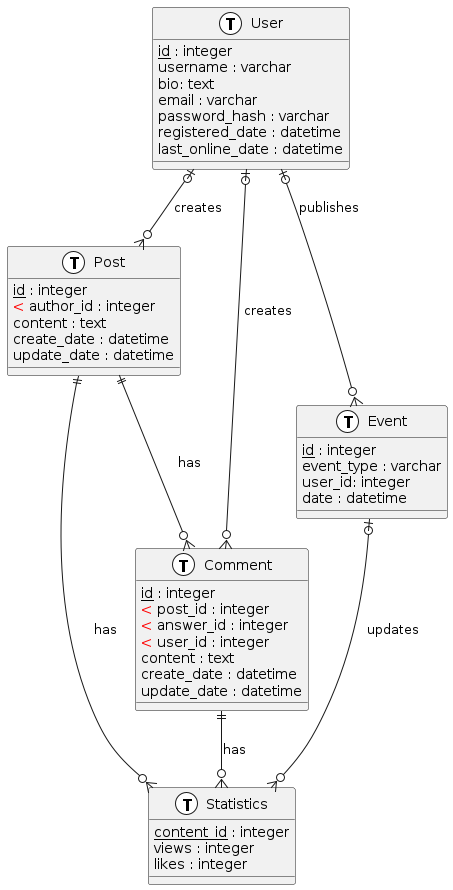 T User
id : integer
username : varchar
bio: text
email : varchar
password_hash : varchar
registered_date : datetime
last_online_date : datetime
creates
publishes
T Post
id : integer
< author_id : integer
content : text
create_date : datetime
update_date : datetime
creates
T Event
id : integer
event_type : varchar
user_id: integer
date : datetime
has
T Comment
id : integer
< post_id : integer
< answer_id : integer
< user_id : integer
content : text
create_date : datetime
update_date : datetime
has
updates
has
T Statistics
content_id : integer
views : integer
likes : integer